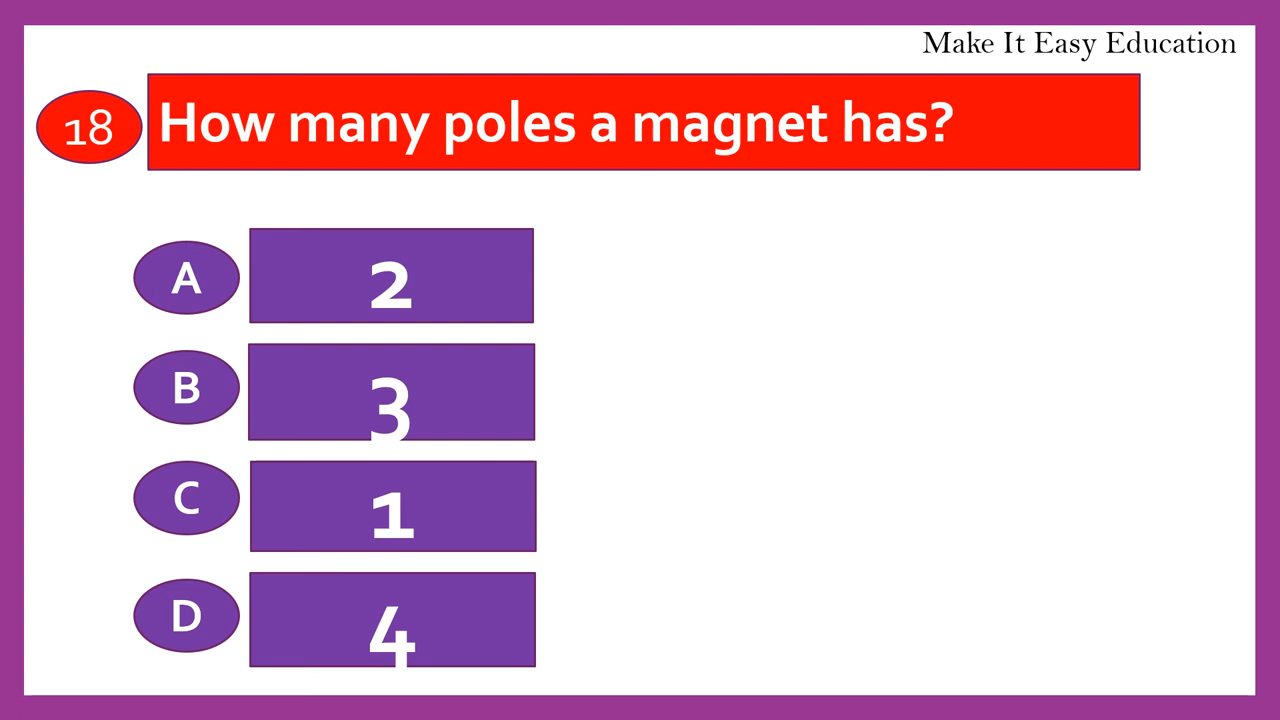 Make It Easy Education
18 How many poles a magnet has?
A 2
B 3
C 1
D 4